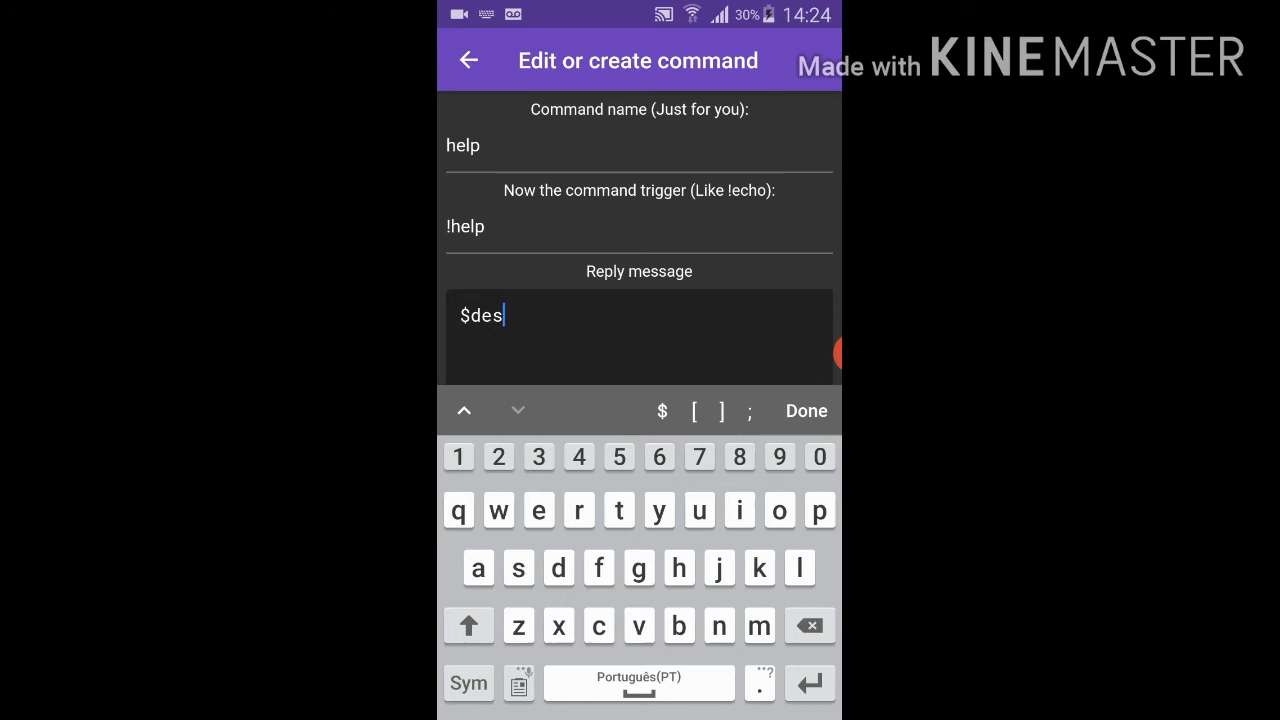 30% 14:24
Edit or create command
Made with KINEMASTER
Command name (Just for you):
help
Now the command trigger (Like !echo):
!help
Reply message
$des
$ [ ] ; Done
1 2 3 4 5 6 7 8 9 0
q w e r t y u i o p
a s d f g h j k l
z x c v b n m
Sym Português(PT) . ?